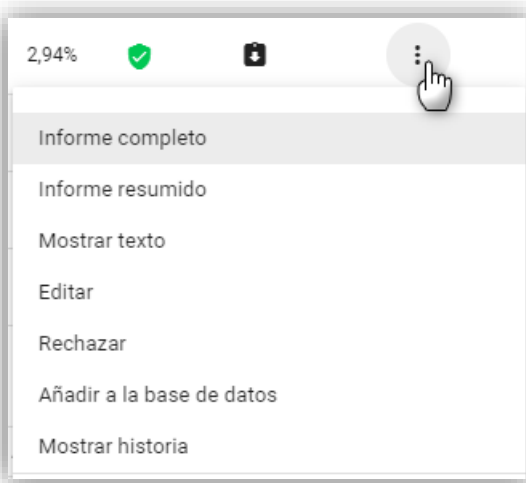 2,94%
Informe completo
Informe resumido
Mostrar texto
Editar
Rechazar
Añadir a la base de datos
Mostrar historia